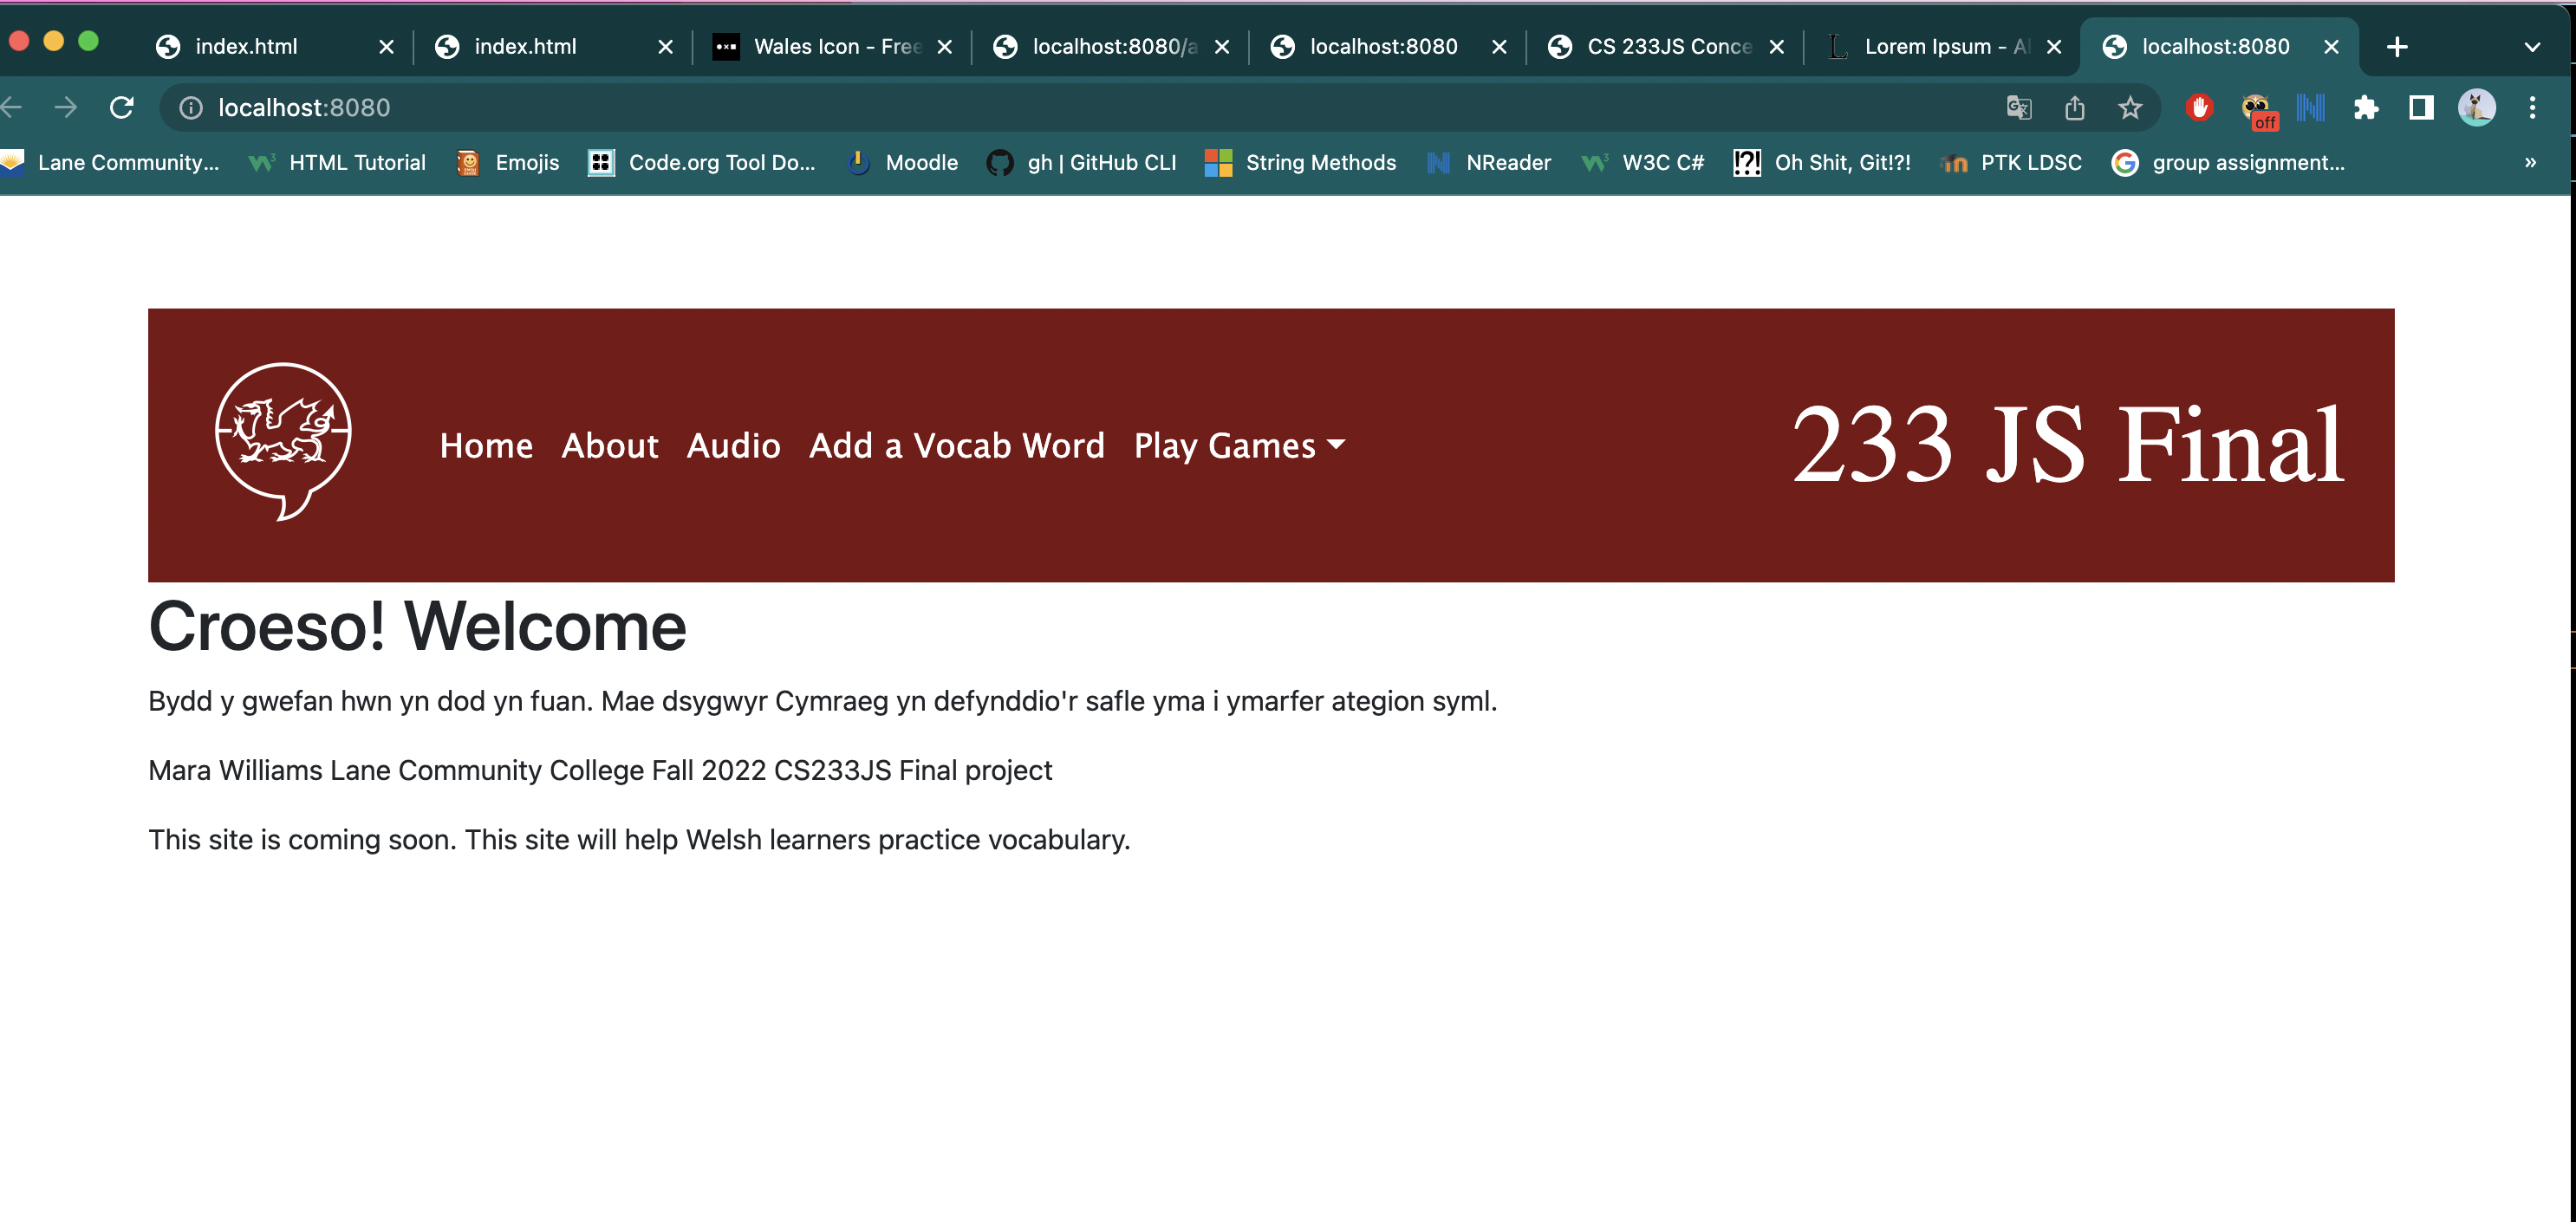 index.html
index.html
Wales Icon - Free
localhost:8080/a
localhost:8080
CS 233JS Conce
Lorem Ipsum - Al
localhost:8080
localhost:8080
off
Lane Community...
HTML Tutorial
Emojis
Code.org Tool Do...
Moodle
gh | GitHub CLI
String Methods
NReader
W3C C#
Oh Shit, Git!?!
PTK LDSC
group assignment...
Home About Audio Add a Vocab Word Play Games
233 JS Final
Croeso! Welcome
Bydd y gwefan hwn yn dod yn fuan. Mae dsygwyr Cymraeg yn defynddio'r safle yma i ymarfer ategion syml.
Mara Williams Lane Community College Fall 2022 CS233JS Final project
This site is coming soon. This site will help Welsh learners practice vocabulary.